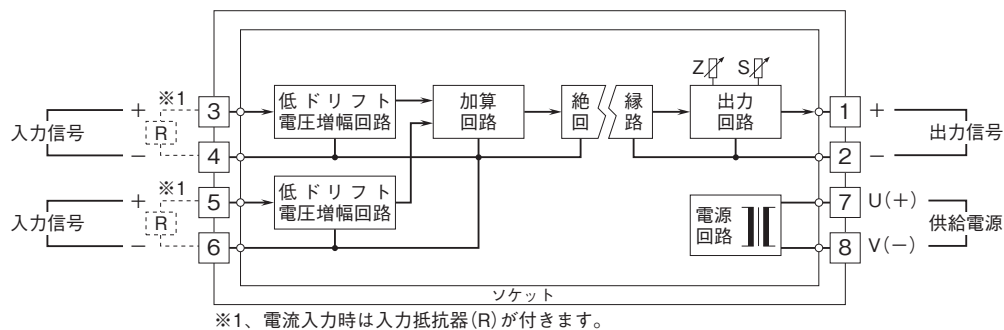 Z S
※1
+ 3 低ドリフト 加算 絶 縁 出力 1 +
入力信号 R 電圧増幅回路 回路 回 路 回路 出力信号
− 4 2 −
※1
+ 5 低ドリフト 7 U(+)
入力信号 R 電圧増幅回路 電源 供給電源
− 6 回路 8 V(−)
ソケット
※1、電流入力時は入力抵抗器(R)が付きます。